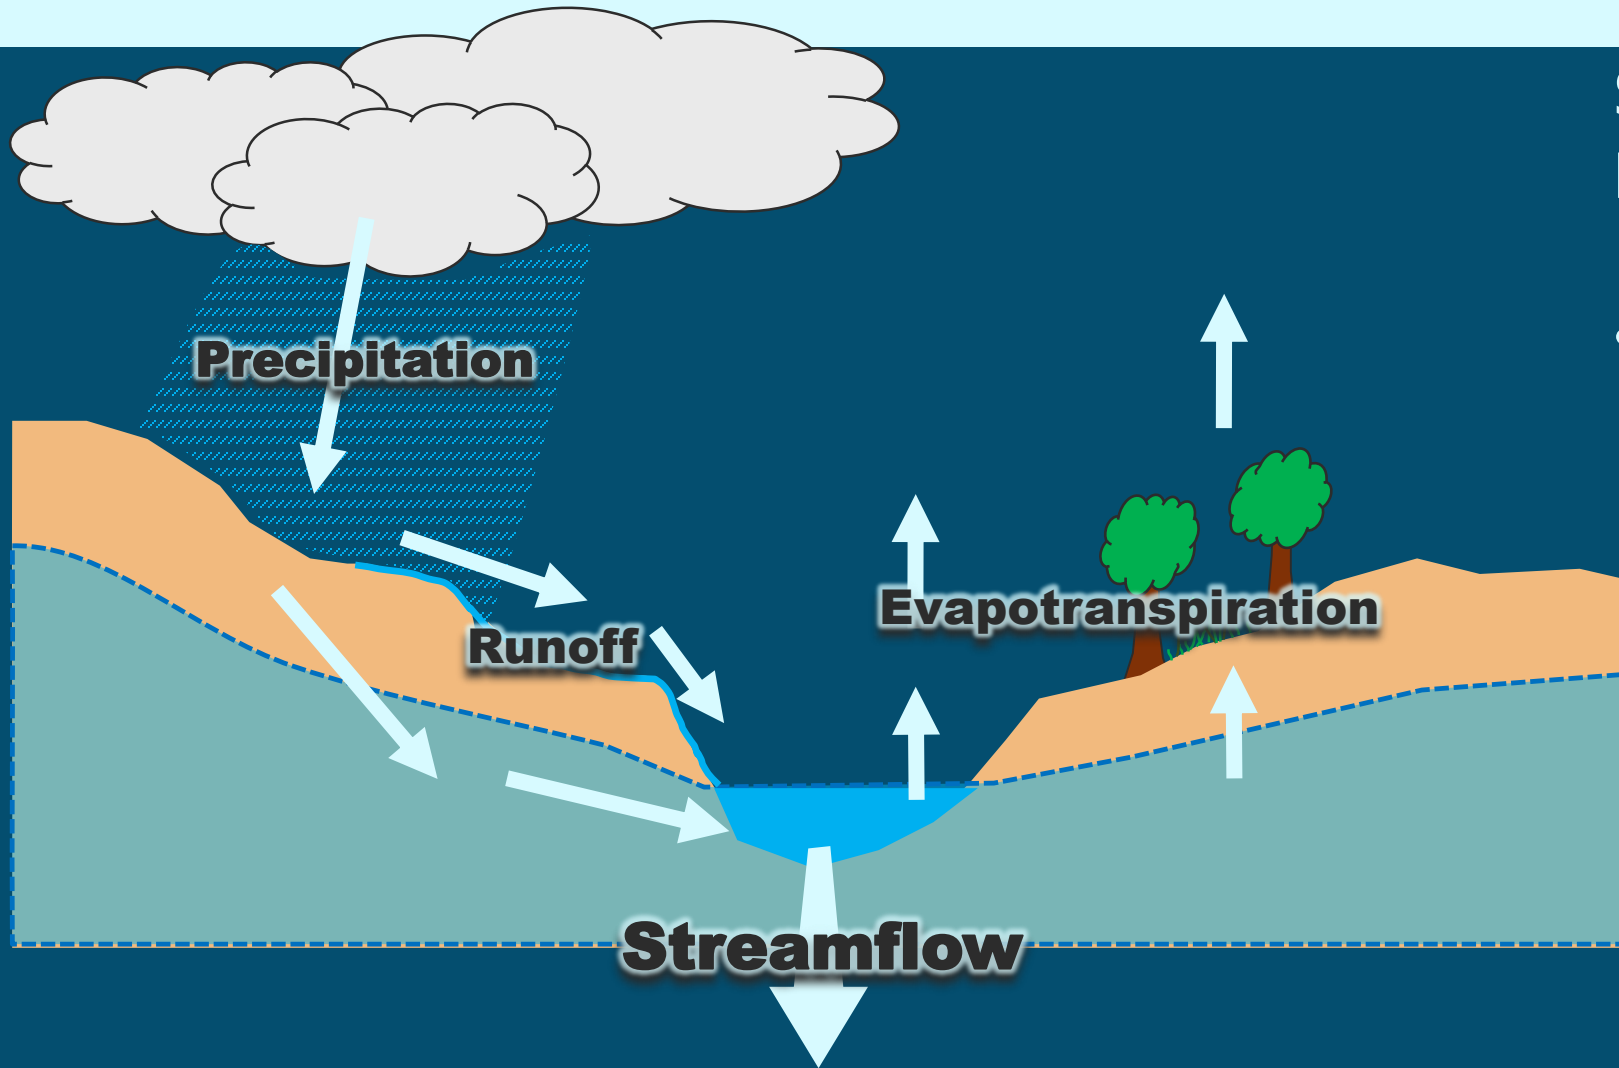 Precipitation
Evapotranspiration
Runoff
Streamflow